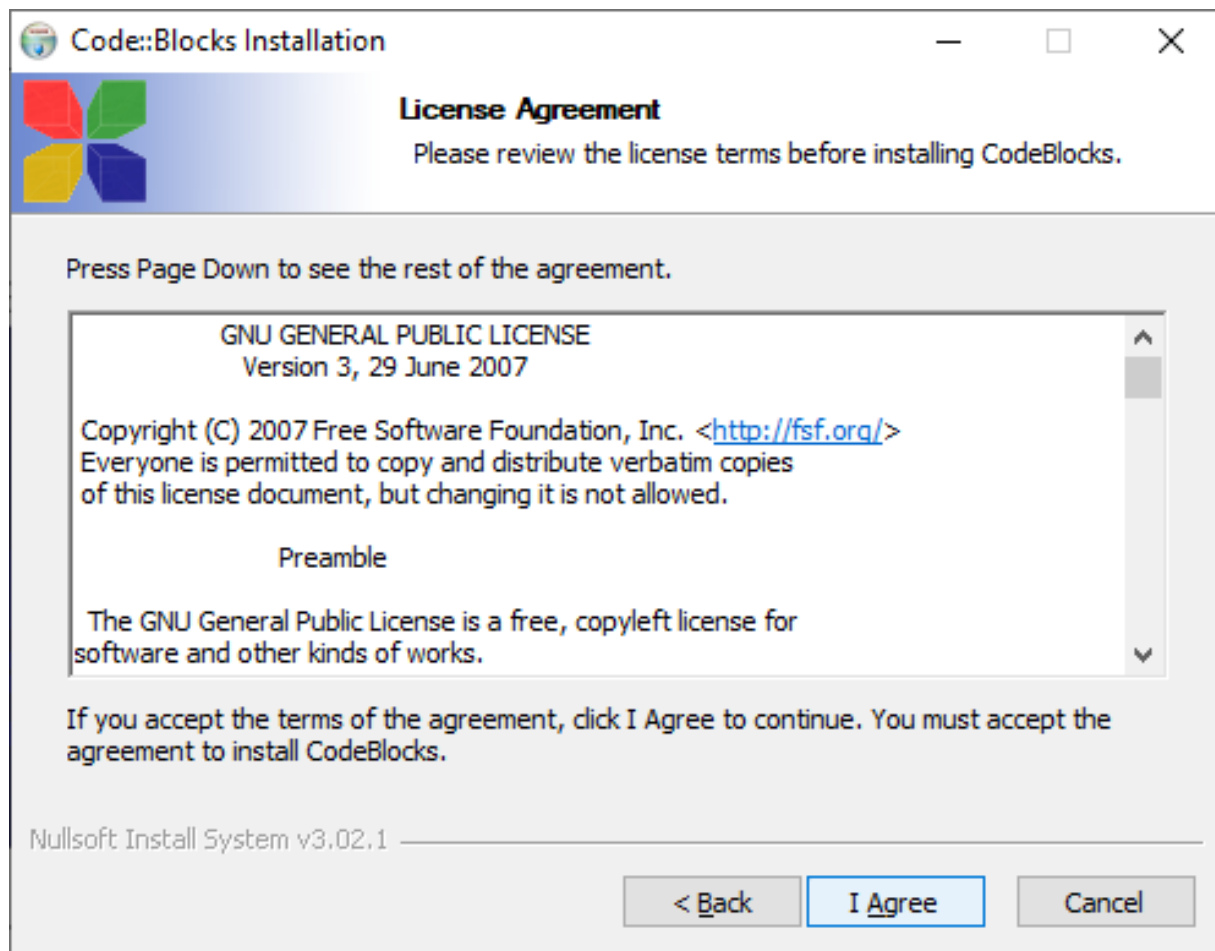 Code::Blocks Installation
License Agreement
Please review the license terms before installing CodeBlocks.
Press Page Down to see the rest of the agreement.
GNU GENERAL PUBLIC LICENSE
Version 3, 29 June 2007
Copyright (C) 2007 Free Software Foundation, Inc. <http://fsf.org/>
Everyone is permitted to copy and distribute verbatim copies
of this license document, but changing it is not allowed.
Preamble
The GNU General Public License is a free, copyleft license for
software and other kinds of works.
If you accept the terms of the agreement, click I Agree to continue. You must accept the
agreement to install CodeBlocks.
Nullsoft Install System v3.02.1
< Back I Agree Cancel